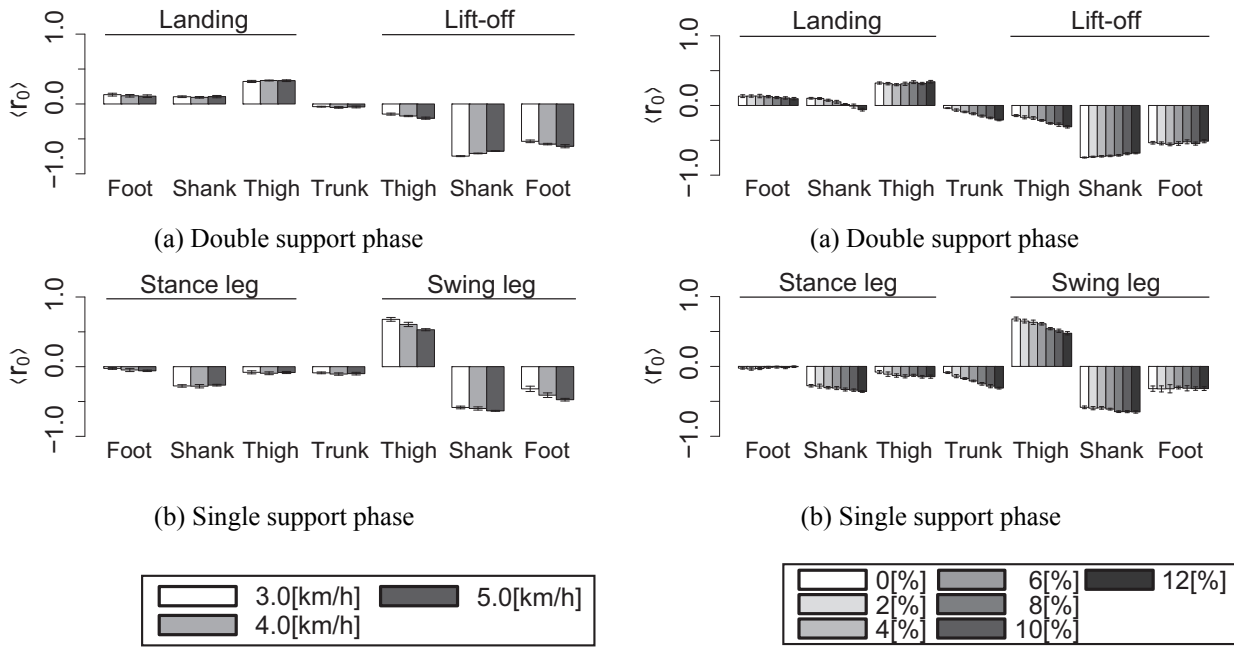 Landing Lift-off
1.0
0.0
−1.0
⟨r0⟩
Foot Shank Thigh Trunk Thigh Shank Foot
(a) Double support phase
Stance leg Swing leg
1.0
0.0
−1.0
⟨r0⟩
Foot Shank Thigh Trunk Thigh Shank Foot
(b) Single support phase
3.0[km/h] 5.0[km/h]
4.0[km/h]
Landing Lift-off
1.0
0.0
−1.0
⟨r0⟩
Foot Shank Thigh Trunk Thigh Shank Foot
(a) Double support phase
Stance leg Swing leg
1.0
0.0
−1.0
⟨r0⟩
Foot Shank Thigh Trunk Thigh Shank Foot
(b) Single support phase
0[%] 6[%] 12[%]
2[%] 8[%]
4[%] 10[%]